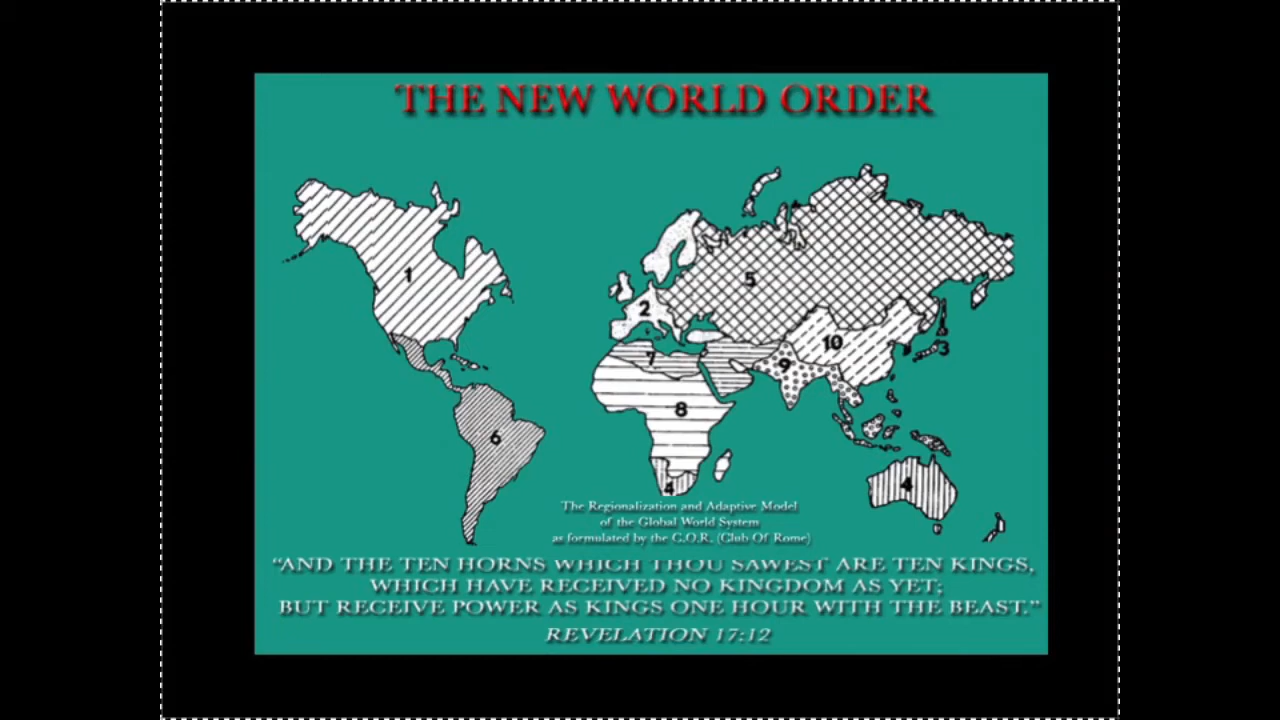 THE NEW WORLD ORDER
1
2
3
4
5
6
7
8
9
10
4
The Regionalization and Adaptive Model
of the Global World System
as formulated by the C.O.R. (Club Of Rome)
"AND THE TEN HORNS WHICH THOU SAWEST ARE TEN KINGS,
WHICH HAVE RECEIVED NO KINGDOM AS YET;
BUT RECEIVE POWER AS KINGS ONE HOUR WITH THE BEAST."
REVELATION 17:12